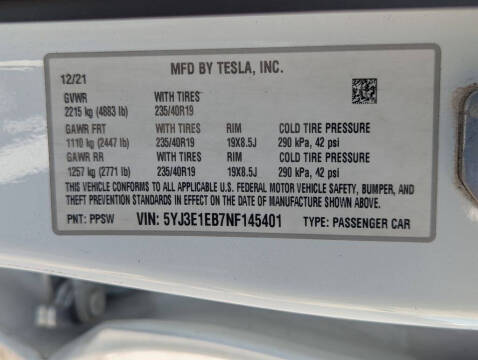 MFD BY TESLA, INC.
12/21
GVWR WITH TIRES
2215 kg (4883 lb) 235/40R19
GAWR FRT WITH TIRES RIM COLD TIRE PRESSURE
1110 kg (2447 lb) 235/40R19 19X8.5J 290 kPa, 42 psi
GAWR RR WITH TIRES RIM COLD TIRE PRESSURE
1257 kg (2771 lb) 235/40R19 19X8.5J 290 kPa, 42 psi
THIS VEHICLE CONFORMS TO ALL APPLICABLE U.S. FEDERAL MOTOR VEHICLE SAFETY, BUMPER, AND
THEFT PREVENTION STANDARDS IN EFFECT ON THE DATE OF MANUFACTURE SHOWN ABOVE.
PNT: PPSW VIN: 5YJ3E1EB7NF145401 TYPE: PASSENGER CAR